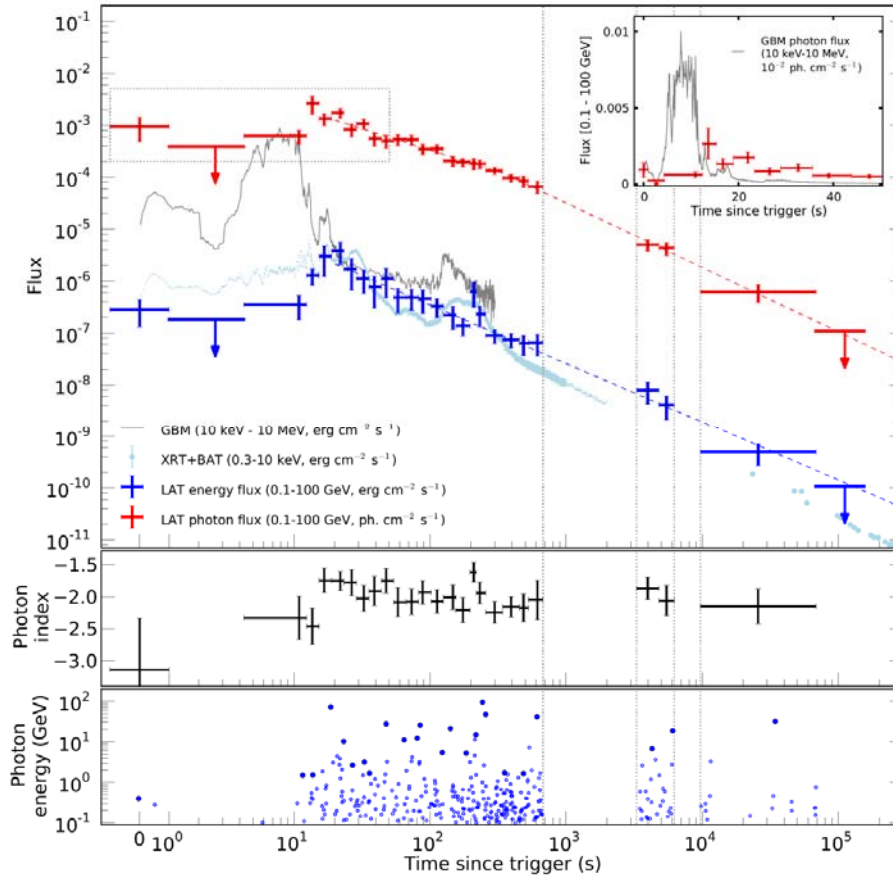 10⁻¹
10⁻²
10⁻³
10⁻⁴
10⁻⁵
10⁻⁶
10⁻⁷
10⁻⁸
10⁻⁹
10⁻¹⁰
10⁻¹¹
Flux
0.01
0.005
0
Flux [0.1 - 100 GeV]
GBM photon flux
(10 keV-10 MeV,
10⁻² ph. cm⁻² s⁻¹)
0 20 40
Time since trigger (s)
GBM (10 keV - 10 MeV, erg cm⁻² s⁻¹)
XRT+BAT (0.3-10 keV, erg cm⁻² s⁻¹)
LAT energy flux (0.1-100 GeV, erg cm⁻² s⁻¹)
LAT photon flux (0.1-100 GeV, ph. cm⁻² s⁻¹)
−1.5
−2.0
−2.5
−3.0
Photon
index
10²
10¹
10⁰
10⁻¹
Photon
energy (GeV)
0 10⁰ 10¹ 10² 10³ 10⁴ 10⁵
Time since trigger (s)